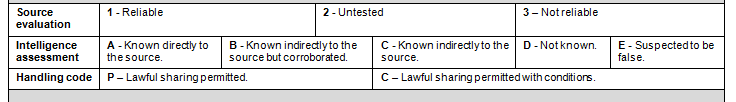 Source evaluation 1 - Reliable 2 - Untested 3 – Not reliable
Intelligence assessment A - Known directly to the source. B - Known indirectly to the source but corroborated. C - Known indirectly to the source. D - Not known. E - Suspected to be false.
Handling code P – Lawful sharing permitted. C – Lawful sharing permitted with conditions.